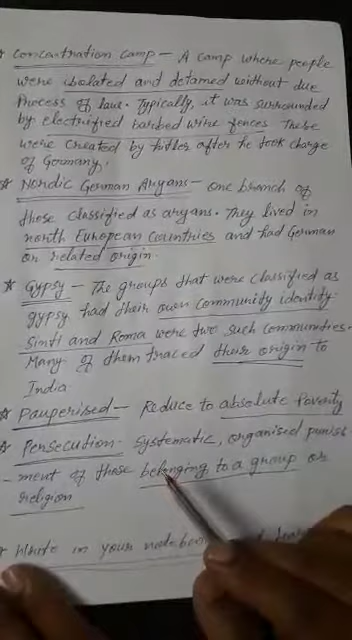 * Concentration camp - A camp where people
were isolated and detained without due
Process of law. Typically, it was surrounded
by electrified barbed wire fences These
were created by hitler after he took charge
of Germany.
* Nordic German Aryans - one branch of
those classified as aryans. They lived in
north European Countries and had German
or related origin.
* Gypsy - The groups that were classified as
gypsy had their own community identity.
Sinti and Roma were two such communities.
Many of them traced their origin to
India
* Pauperised - Reduce to absolute Poverty
* Persecution - Systematic, organised punish
- ment of those belonging to a group or
religion
* Write in your notebook and learn